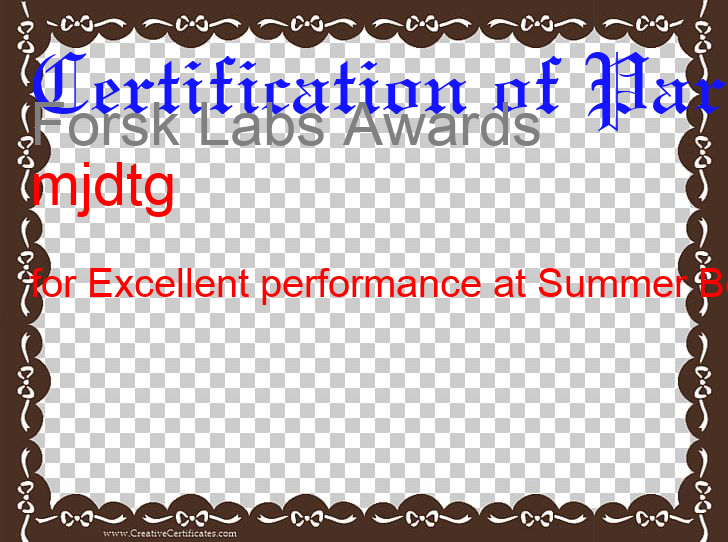 Certification of Par
Forsk Labs Awards
mjdtg
for Excellent performance at Summer B
www.CreativeCertificates.com